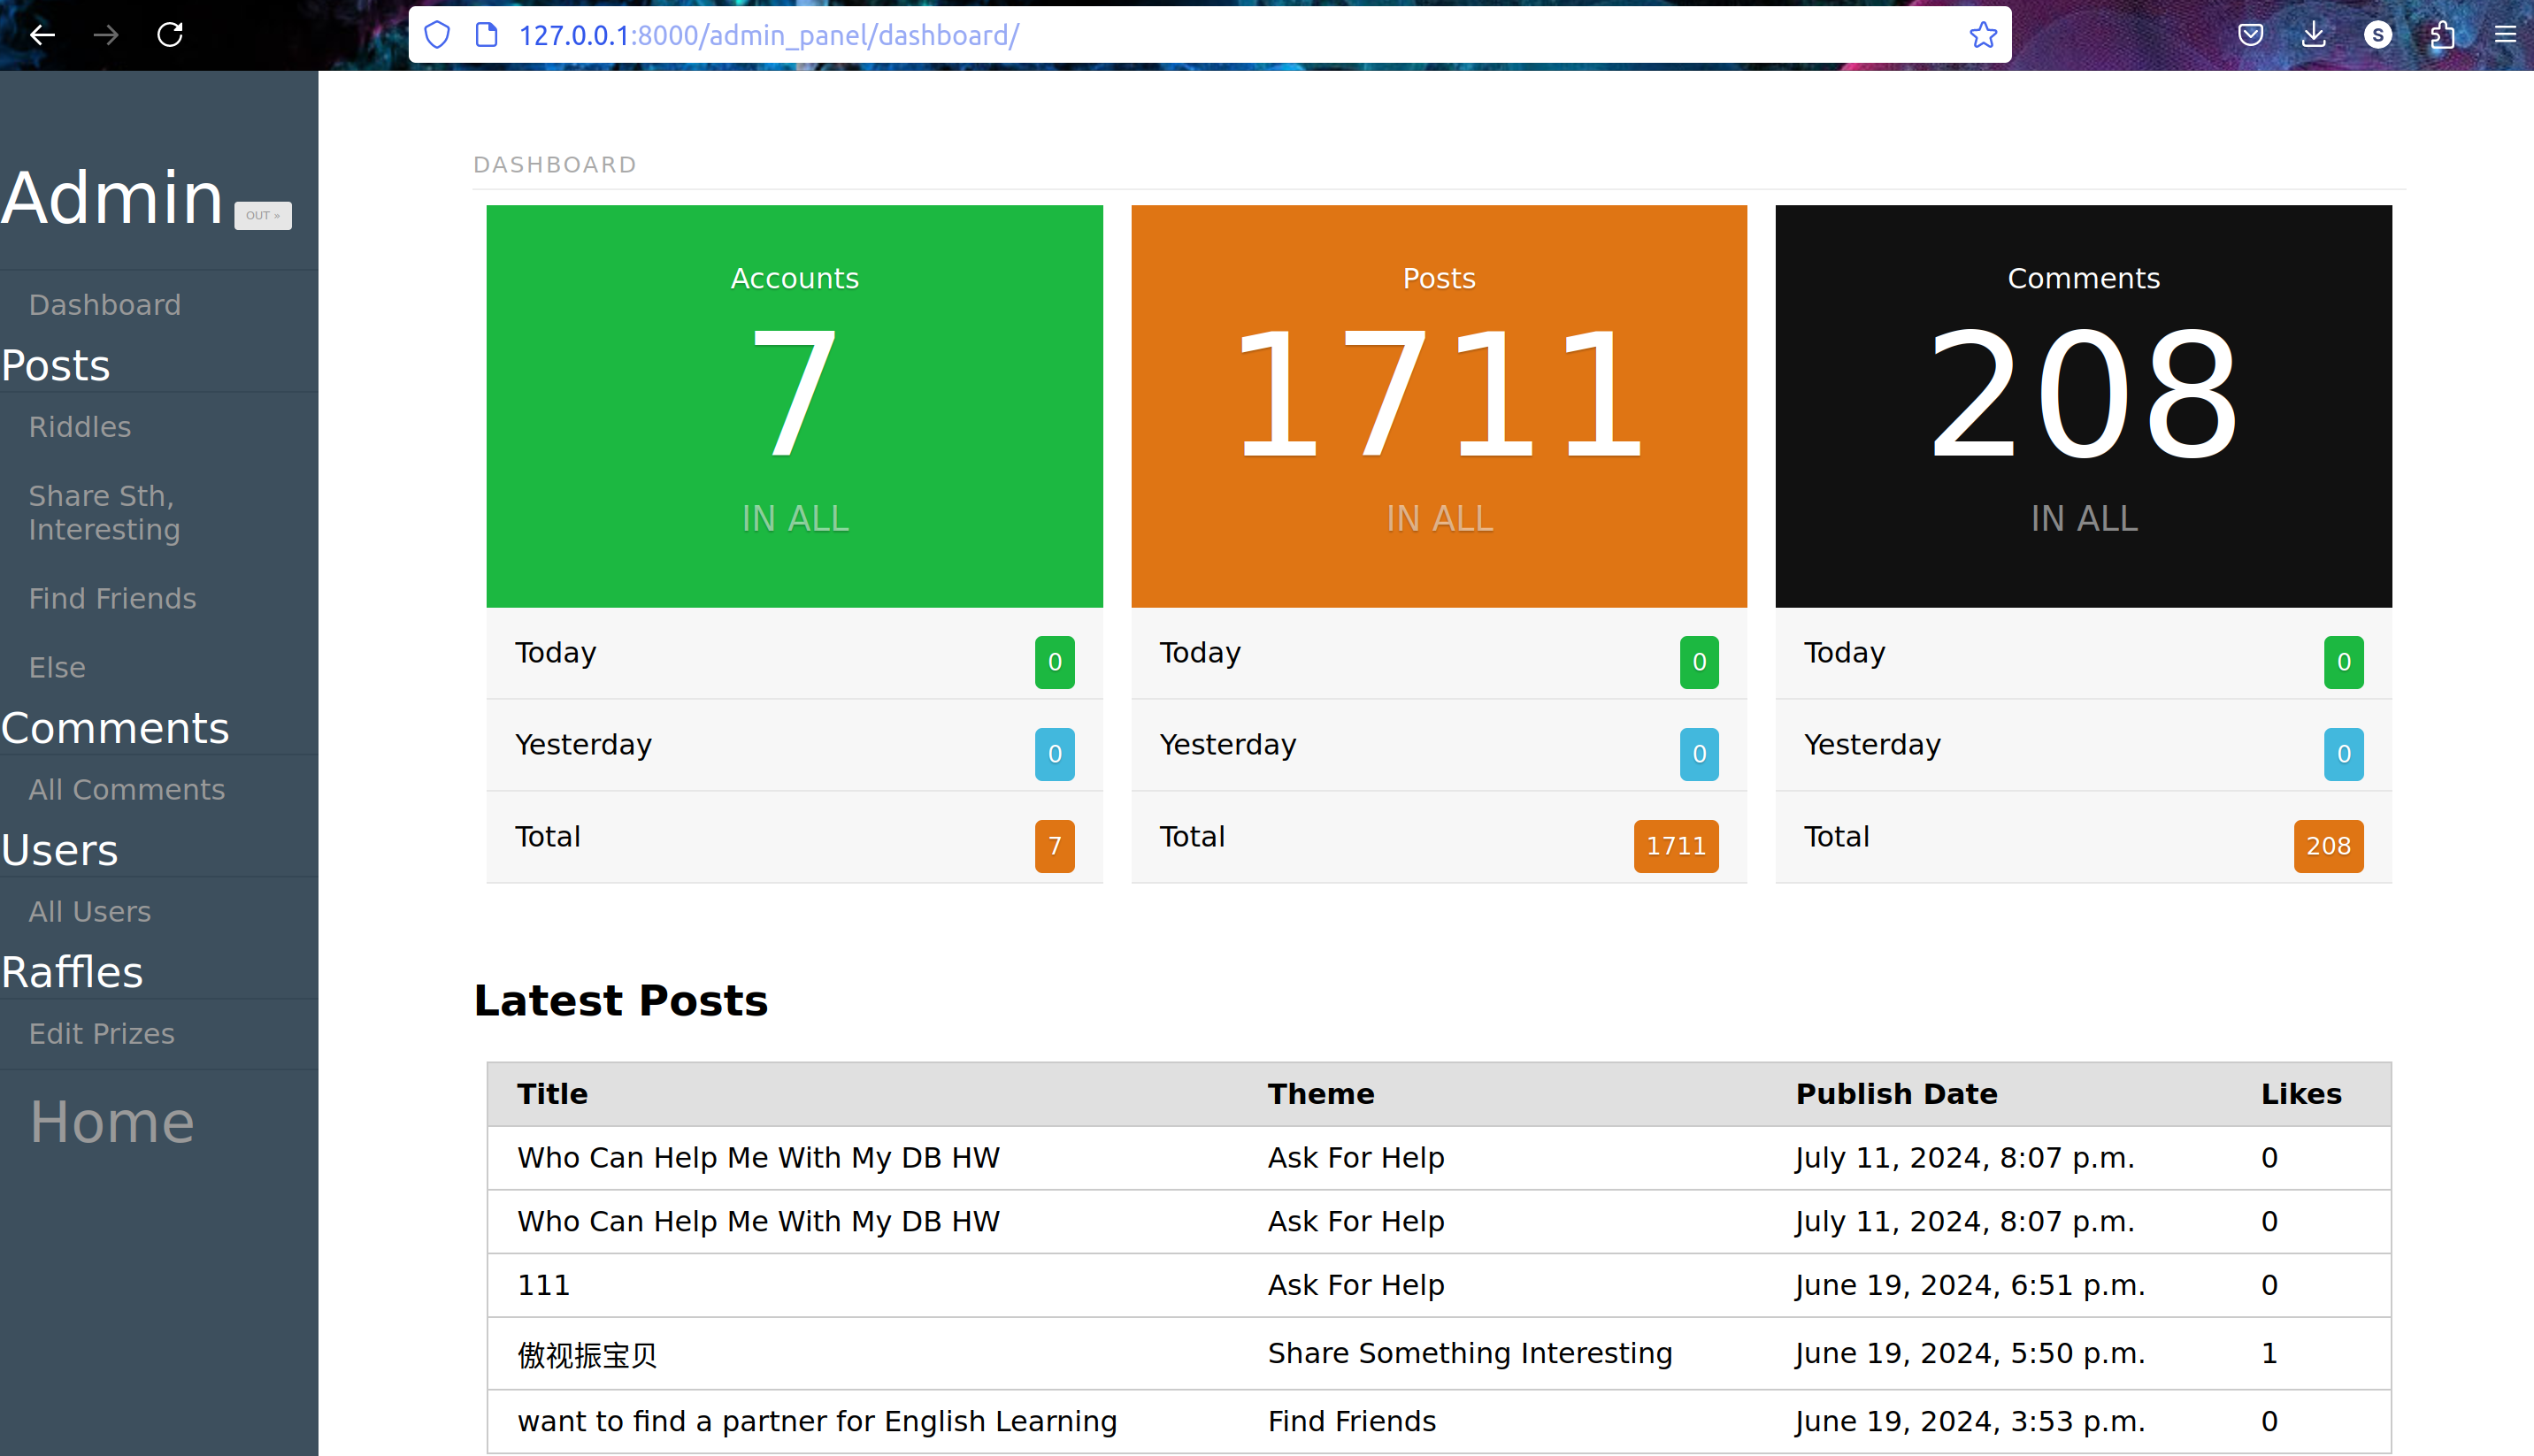 127.0.0.1:8000/admin_panel/dashboard/
S
Admin OUT »
Dashboard
Posts
Riddles
Share Sth,
Interesting
Find Friends
Else
Comments
All Comments
Users
All Users
Raffles
Edit Prizes
Home
DASHBOARD
Accounts
7
IN ALL
Today 0
Yesterday 0
Total 7
Posts
1711
IN ALL
Today 0
Yesterday 0
Total 1711
Comments
208
IN ALL
Today 0
Yesterday 0
Total 208
Latest Posts
Title Theme Publish Date Likes
Who Can Help Me With My DB HW Ask For Help July 11, 2024, 8:07 p.m. 0
Who Can Help Me With My DB HW Ask For Help July 11, 2024, 8:07 p.m. 0
111 Ask For Help June 19, 2024, 6:51 p.m. 0
傲视振宝贝 Share Something Interesting June 19, 2024, 5:50 p.m. 1
want to find a partner for English Learning Find Friends June 19, 2024, 3:53 p.m. 0